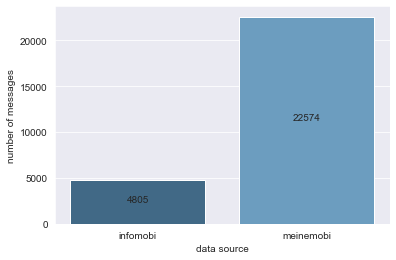 number of messages
20000
15000
10000
5000
0
22574
4805
infomobi
meinemobi
data source